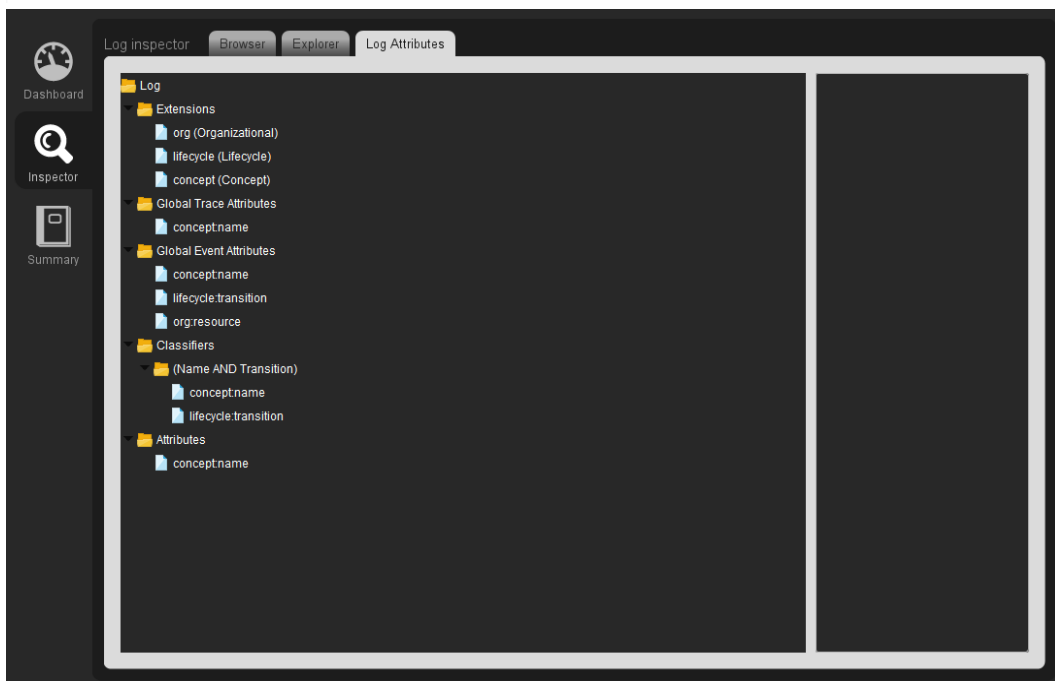 Log inspector Browser Explorer Log Attributes
Dashboard
Inspector
Summary
Log
Extensions
org (Organizational)
lifecycle (Lifecycle)
concept (Concept)
Global Trace Attributes
concept:name
Global Event Attributes
concept:name
lifecycle:transition
org:resource
Classifiers
(Name AND Transition)
concept:name
lifecycle:transition
Attributes
concept:name